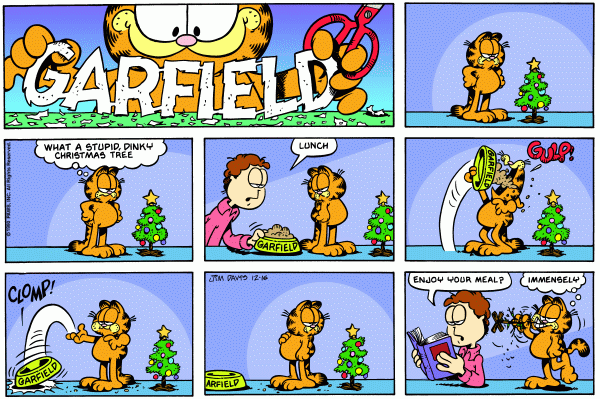 GARFIELD
WHAT A STUPID, DINKY
CHRISTMAS TREE
LUNCH
GARFIELD
GARFIELD
GULP!
CLOMP!
GARFIELD
JIM DAVIS 12·16
ARFIELD
ENJOY YOUR MEAL?
IMMENSELY